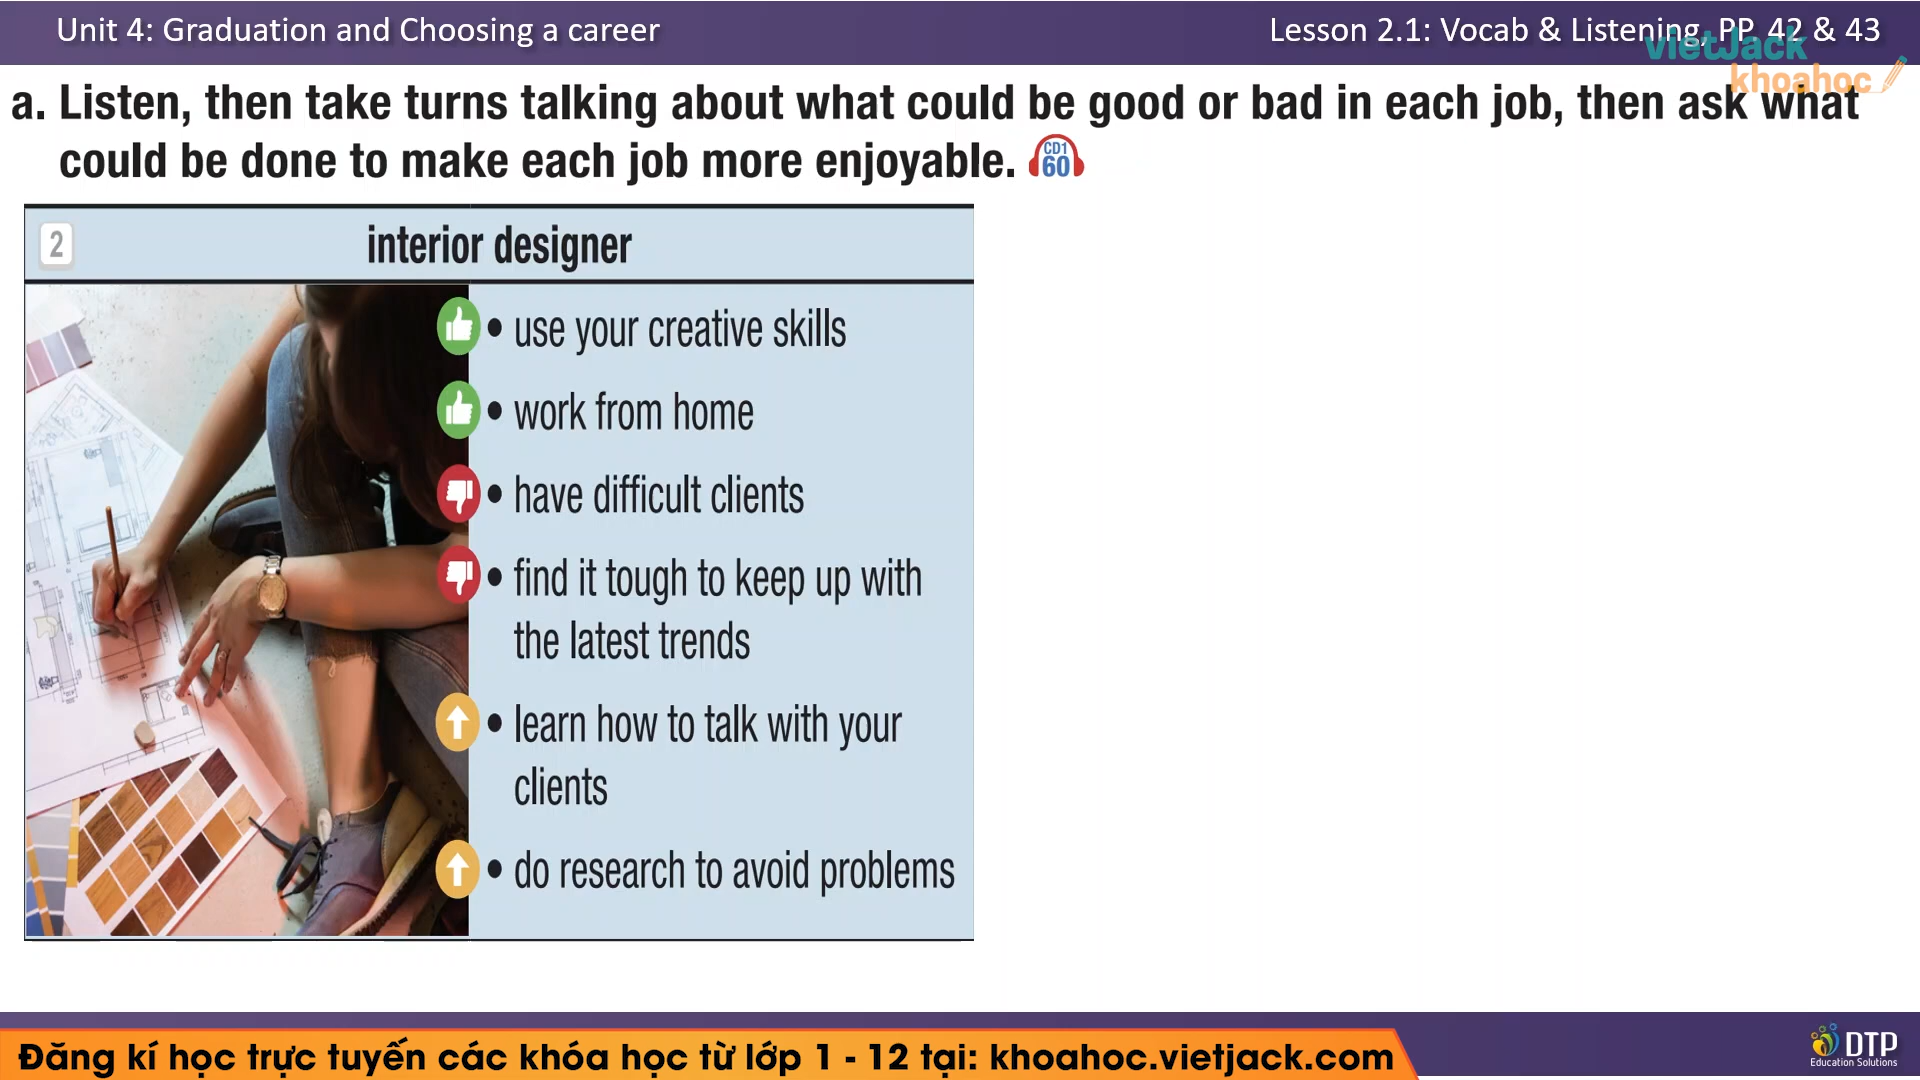 Unit 4: Graduation and Choosing a career
Lesson 2.1: Vocab & Listening, PP. 42 & 43
vietJack
khoahoc
a. Listen, then take turns talking about what could be good or bad in each job, then ask what
could be done to make each job more enjoyable.
CD1
60
2
interior designer
• use your creative skills
• work from home
• have difficult clients
• find it tough to keep up with
the latest trends
• learn how to talk with your
clients
• do research to avoid problems
Đăng kí học trực tuyến các khóa học từ lớp 1 - 12 tại: khoahoc.vietjack.com
DTP
Education Solutions